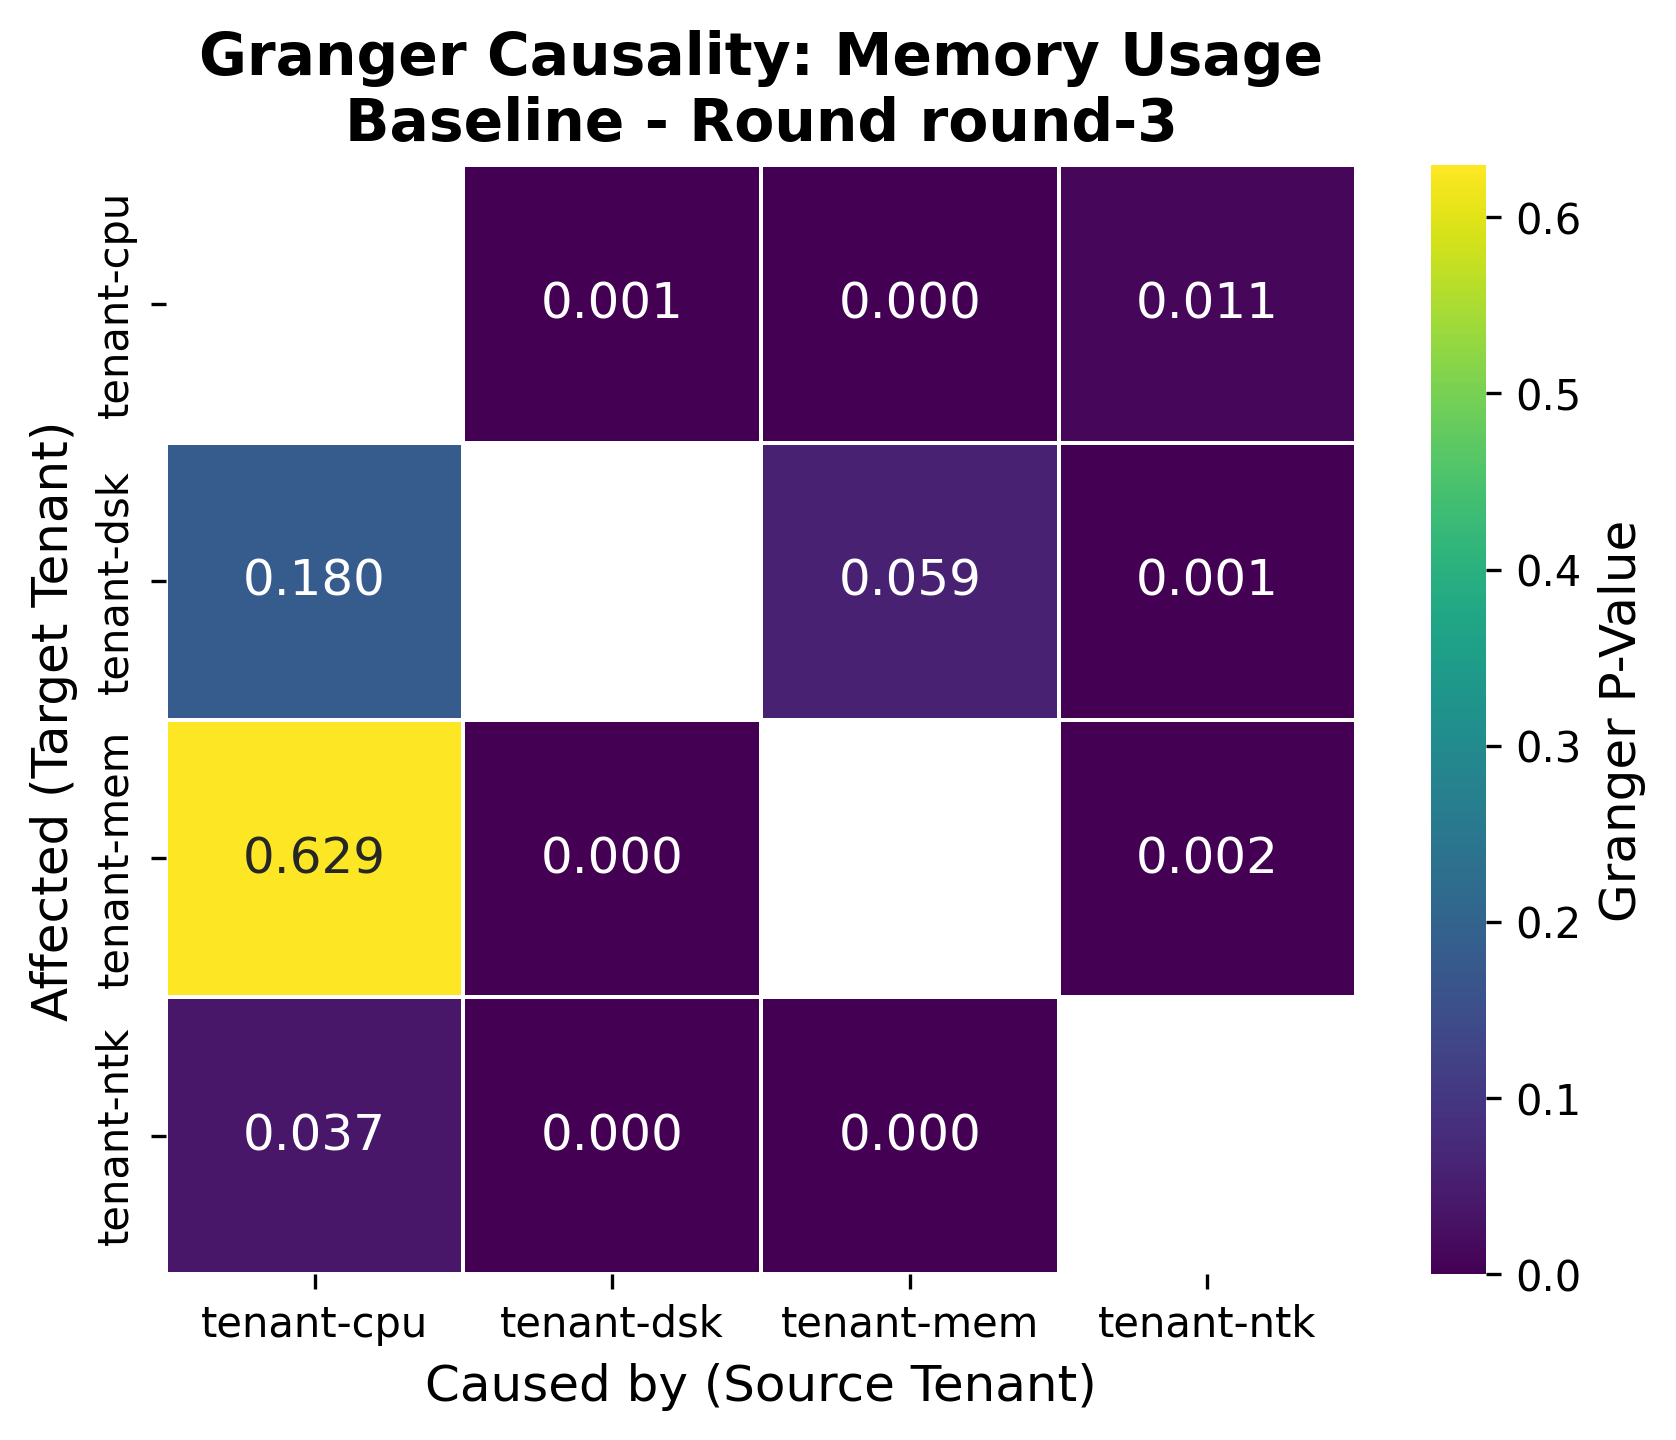 Granger Causality: Memory Usage
Baseline - Round round-3
Affected (Target Tenant)
tenant-cpu
0.001 0.000 0.011
tenant-dsk
0.180 0.059 0.001
tenant-mem
0.629 0.000 0.002
tenant-ntk
0.037 0.000 0.000
tenant-cpu tenant-dsk tenant-mem tenant-ntk
Caused by (Source Tenant)
0.6
0.5
0.4
0.3
0.2
0.1
0.0
Granger P-Value